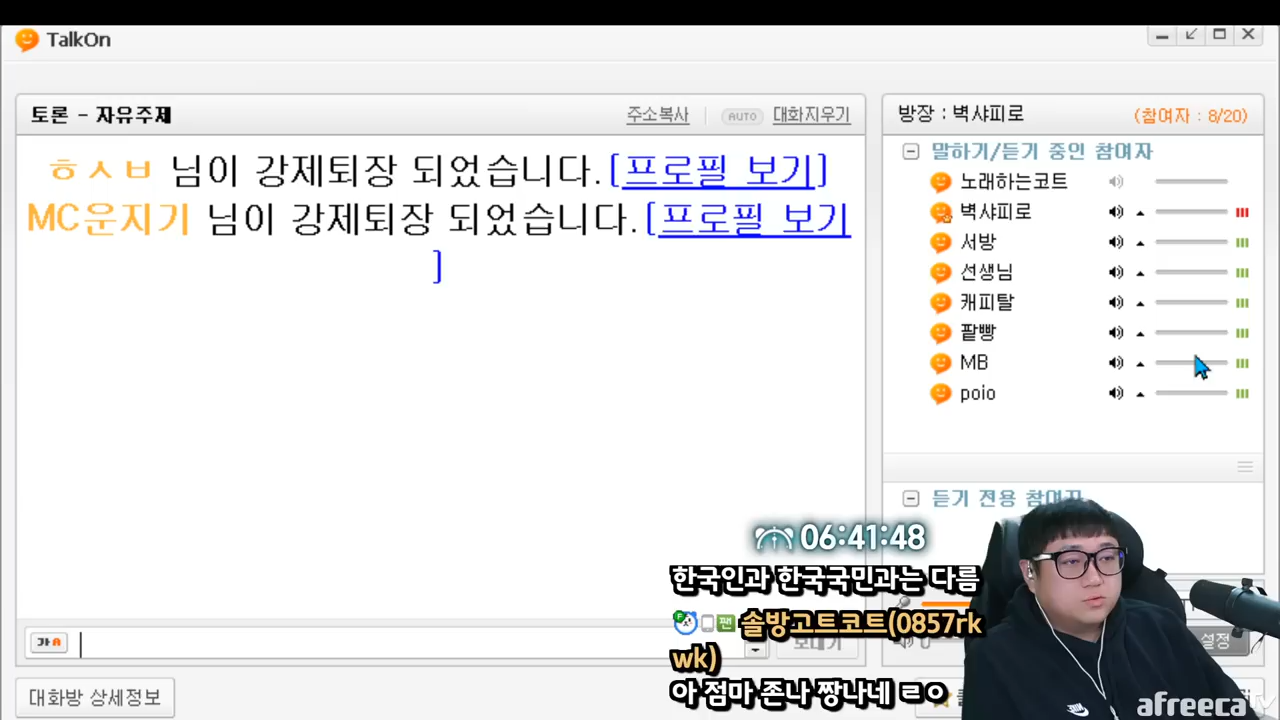 TalkOn
토론 - 자유주제
주소복사
AUTO
대화지우기
ㅎㅅㅂ 님이 강제퇴장 되었습니다.[프로필 보기]
MC운지기 님이 강제퇴장 되었습니다.[프로필 보기
]
방장 : 벽샤피로
(참여자 : 8/20)
말하기/듣기 중인 참여자
노래하는코트
벽샤피로
서방
선생님
캐피탈
팥빵
MB
poio
듣기 전용 참여자
06:41:48
한국인과 한국국민과는 다름
F 팬 솔방고트코트(0857rk
wk)
아 점마 존나 짱나네 ㄹㅇ
가a
보내기
설정
대화방 상세정보
afreecaTV